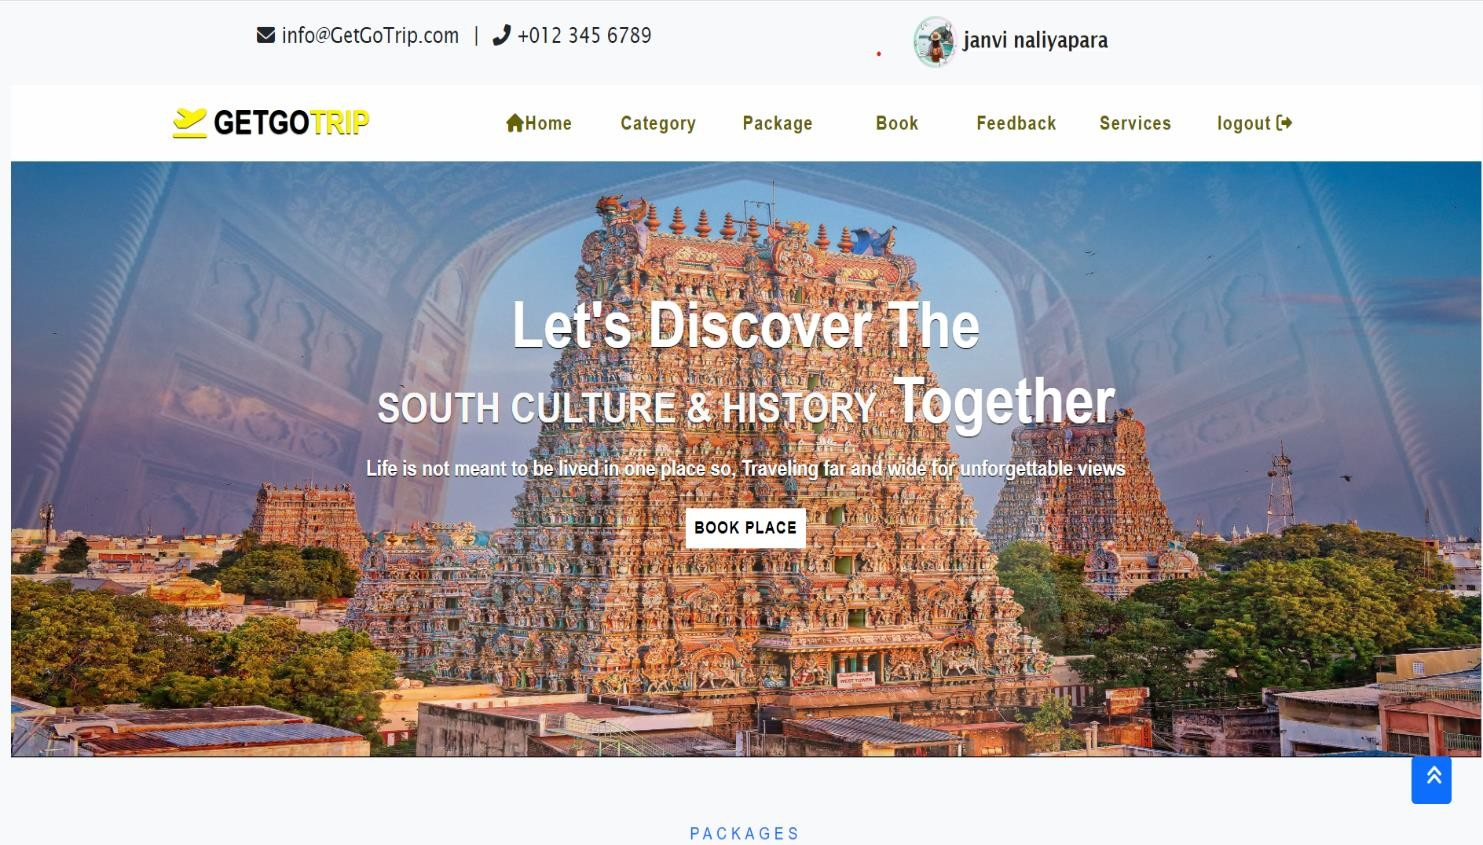 info@GetGoTrip.com | +012 345 6789
janvi naliyapara
GETGOTRIP
Home Category Package Book Feedback Services logout
Let's Discover The
SOUTH CULTURE & HISTORY Together
Life is not meant to be lived in one place so, Traveling far and wide for unforgettable views
BOOK PLACE
WEST TOWER
PACKAGES